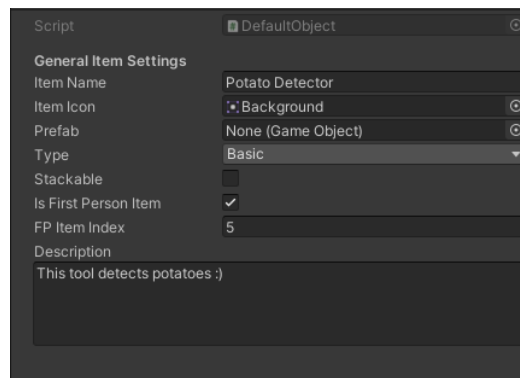 Script DefaultObject
General Item Settings
Item Name Potato Detector
Item Icon Background
Prefab None (Game Object)
Type Basic
Stackable
Is First Person Item
FP Item Index 5
Description
This tool detects potatoes :)